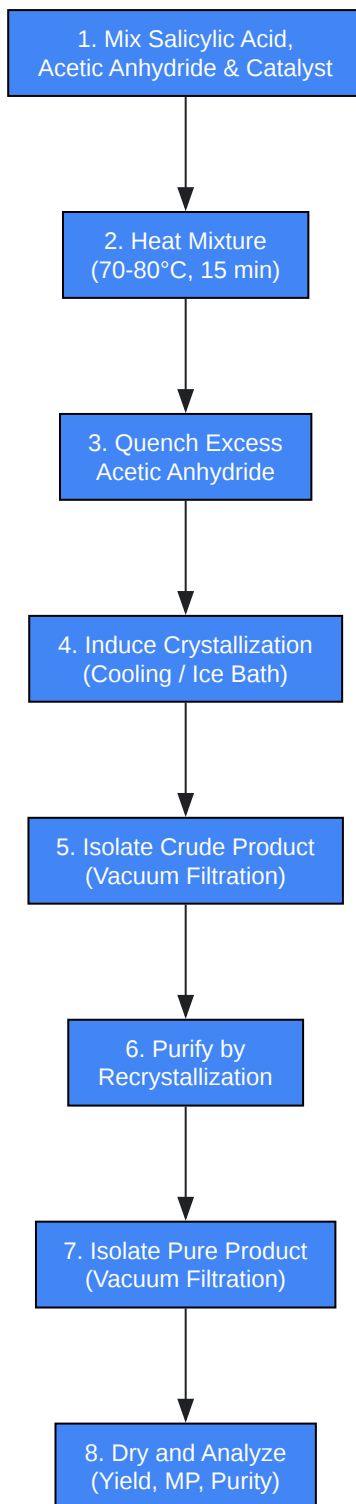 1. Mix Salicylic Acid,
Acetic Anhydride & Catalyst
2. Heat Mixture
(70-80°C, 15 min)
3. Quench Excess
Acetic Anhydride
4. Induce Crystallization
(Cooling / Ice Bath)
5. Isolate Crude Product
(Vacuum Filtration)
6. Purify by
Recrystallization
7. Isolate Pure Product
(Vacuum Filtration)
8. Dry and Analyze
(Yield, MP, Purity)